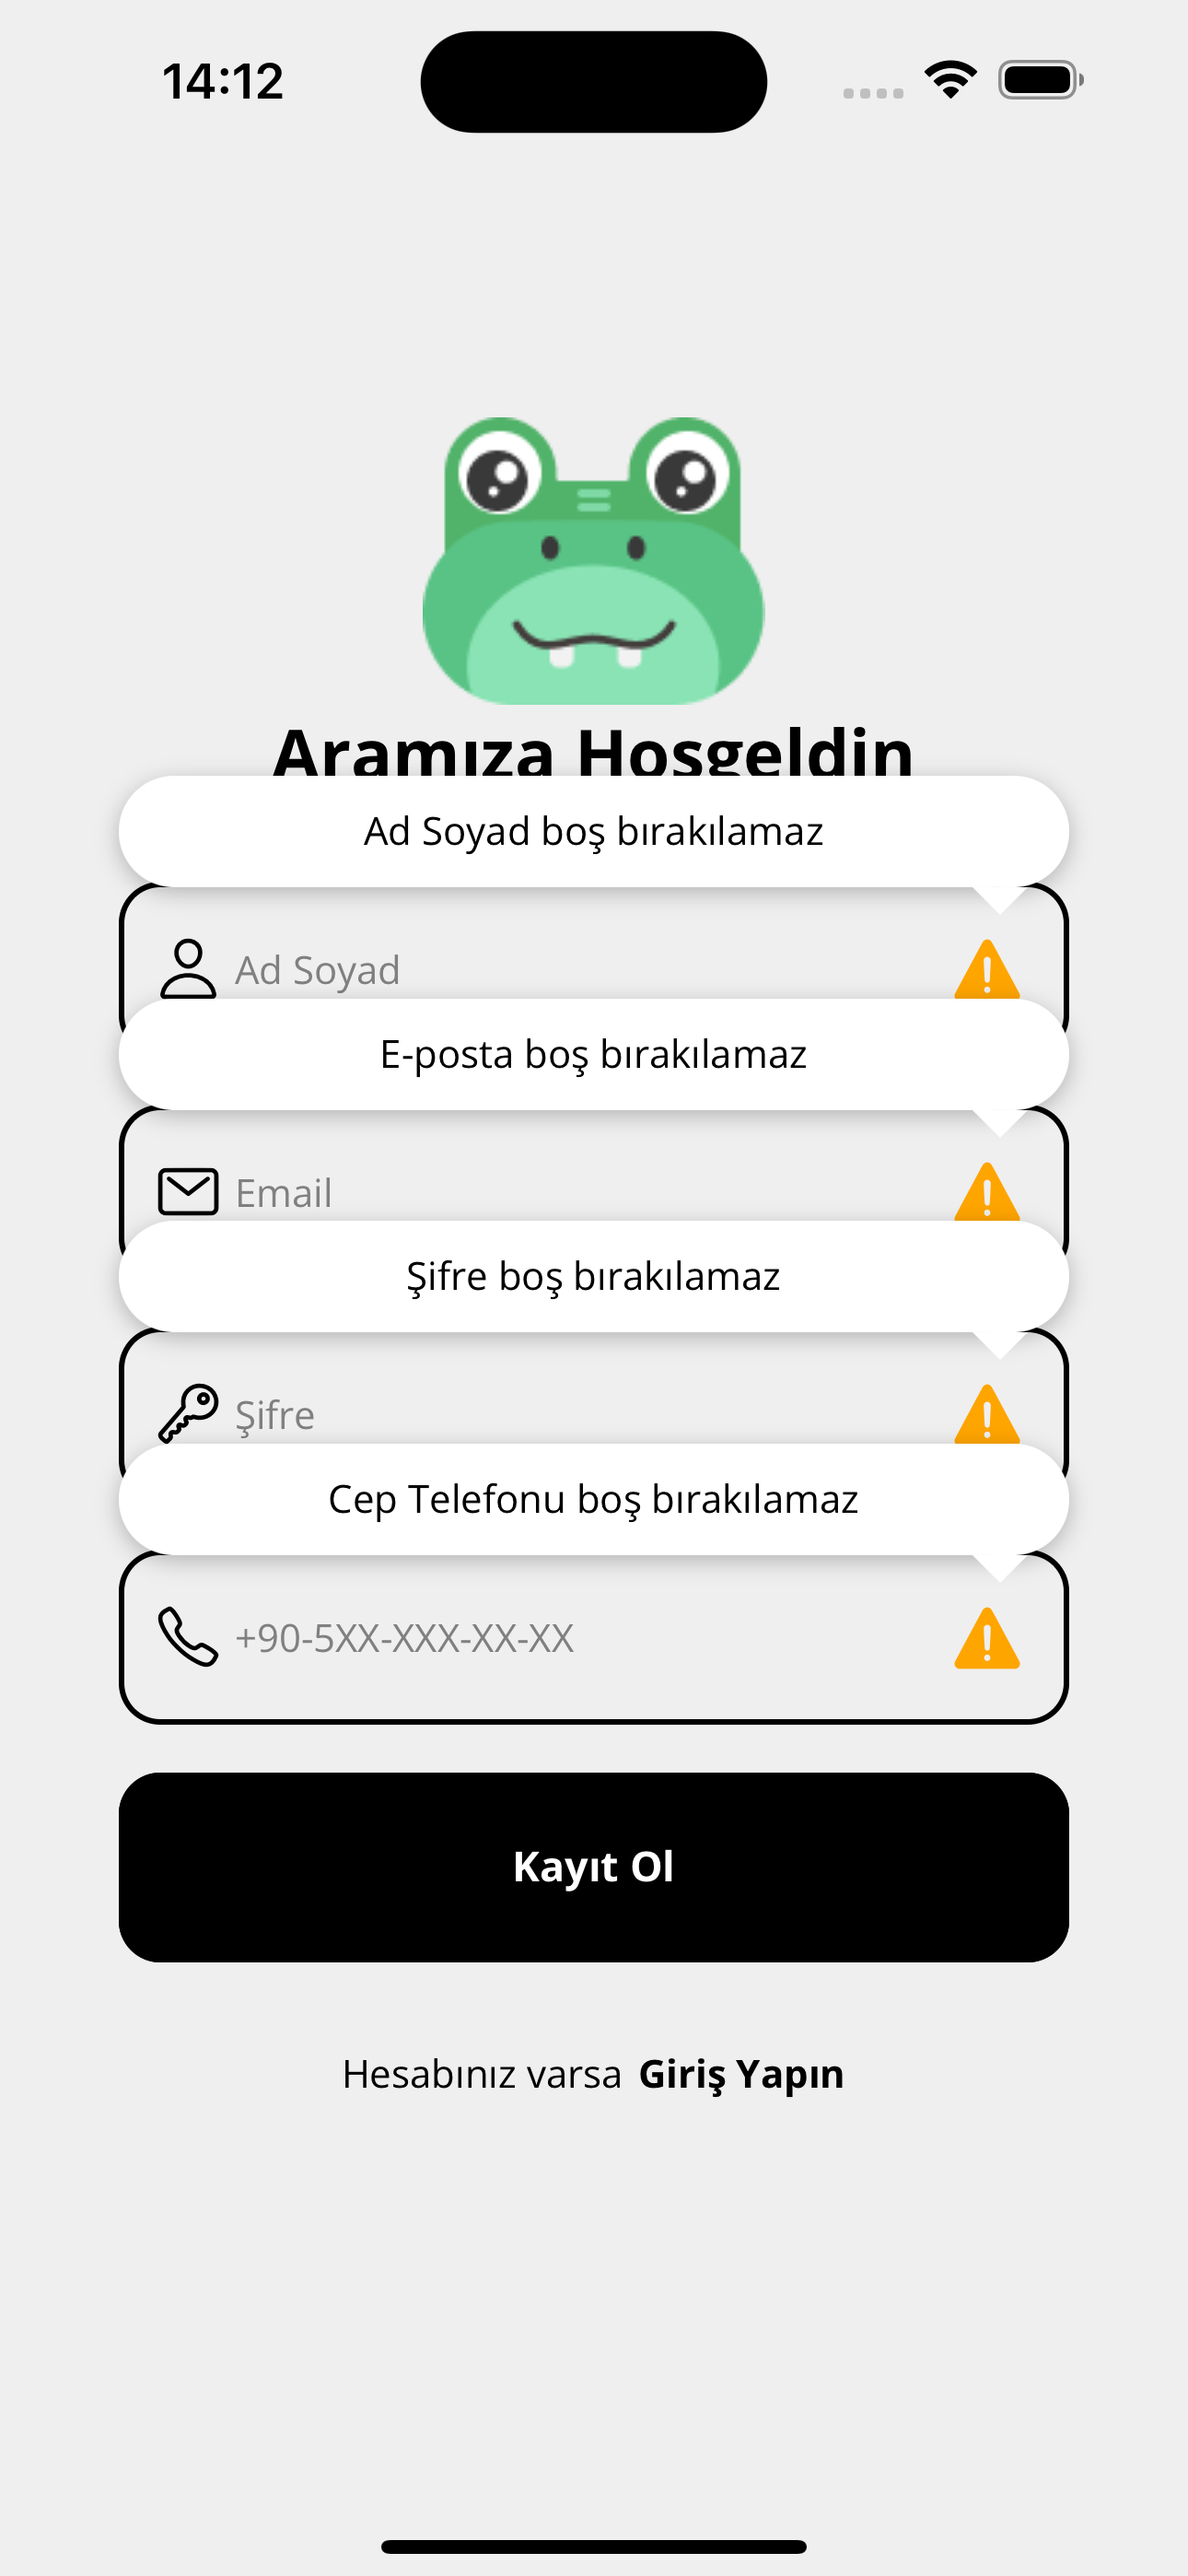 14:12
Aramıza Hosgeldin
Ad Soyad boş bırakılamaz
Ad Soyad
E-posta boş bırakılamaz
Email
Şifre boş bırakılamaz
Şifre
Cep Telefonu boş bırakılamaz
+90-5XX-XXX-XX-XX
Kayıt Ol
Hesabınız varsa Giriş Yapın